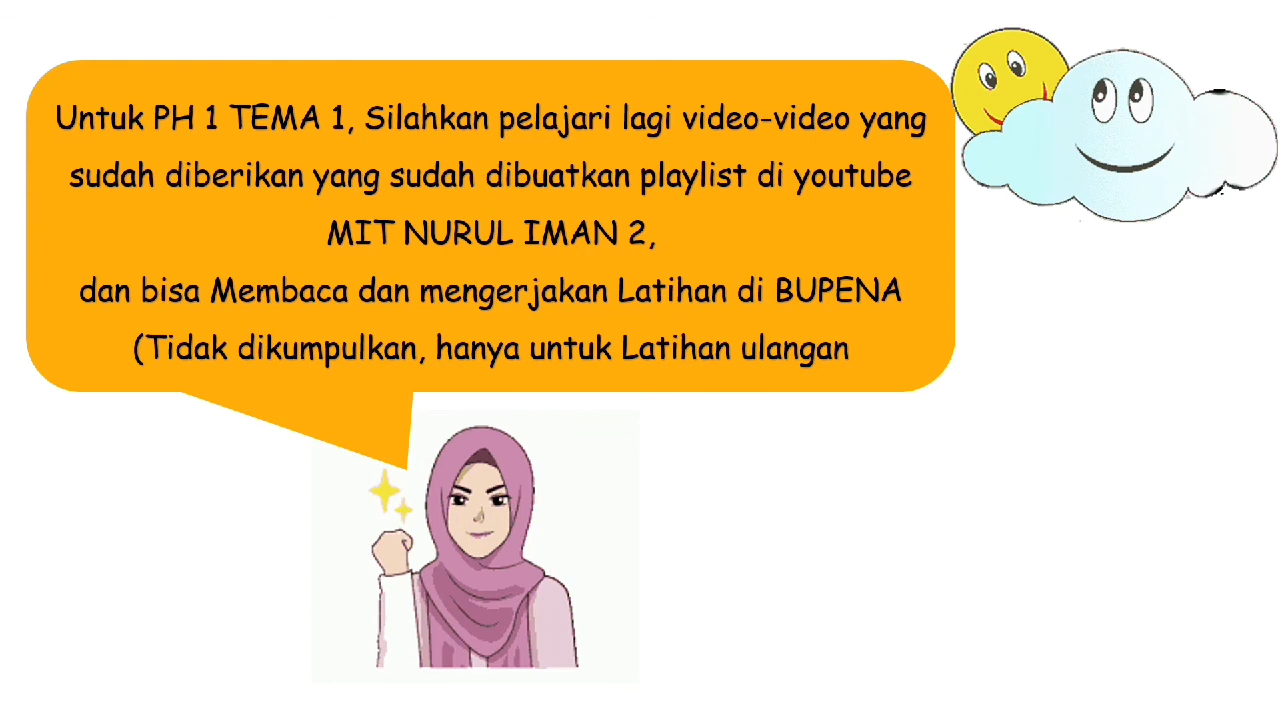 Untuk PH 1 TEMA 1, Silahkan pelajari lagi video-video yang
sudah diberikan yang sudah dibuatkan playlist di youtube
MIT NURUL IMAN 2,
dan bisa Membaca dan mengerjakan Latihan di BUPENA
(Tidak dikumpulkan, hanya untuk Latihan ulangan